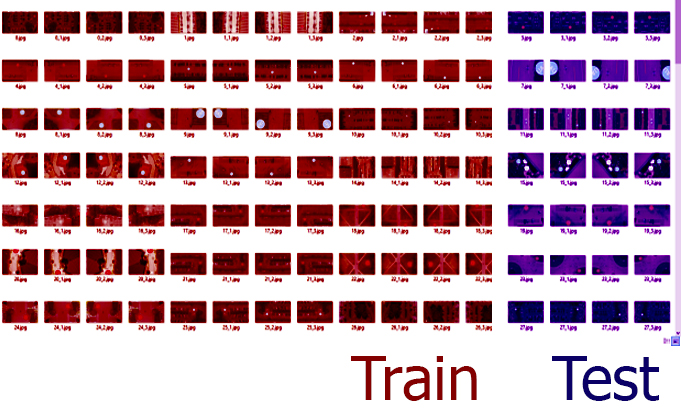 0.jpg 0_1.jpg 0_2.jpg 0_3.jpg 1.jpg 1_1.jpg 1_2.jpg 1_3.jpg 2.jpg 2_1.jpg 2_2.jpg 2_3.jpg 3.jpg 3_1.jpg 3_2.jpg 3_3.jpg
4.jpg 4_1.jpg 4_2.jpg 4_3.jpg 5.jpg 5_1.jpg 5_2.jpg 5_3.jpg 6.jpg 6_1.jpg 6_2.jpg 6_3.jpg 7.jpg 7_1.jpg 7_2.jpg 7_3.jpg
8.jpg 8_1.jpg 8_2.jpg 8_3.jpg 9.jpg 9_1.jpg 9_2.jpg 9_3.jpg 10.jpg 10_1.jpg 10_2.jpg 10_3.jpg 11.jpg 11_1.jpg 11_2.jpg 11_3.jpg
12.jpg 12_1.jpg 12_2.jpg 12_3.jpg 13.jpg 13_1.jpg 13_2.jpg 13_3.jpg 14.jpg 14_1.jpg 14_2.jpg 14_3.jpg 15.jpg 15_1.jpg 15_2.jpg 15_3.jpg
16.jpg 16_1.jpg 16_2.jpg 16_3.jpg 17.jpg 17_1.jpg 17_2.jpg 17_3.jpg 18.jpg 18_1.jpg 18_2.jpg 18_3.jpg 19.jpg 19_1.jpg 19_2.jpg 19_3.jpg
20.jpg 20_1.jpg 20_2.jpg 20_3.jpg 21.jpg 21_1.jpg 21_2.jpg 21_3.jpg 22.jpg 22_1.jpg 22_2.jpg 22_3.jpg 23.jpg 23_1.jpg 23_2.jpg 23_3.jpg
24.jpg 24_1.jpg 24_2.jpg 24_3.jpg 25.jpg 25_1.jpg 25_2.jpg 25_3.jpg 26.jpg 26_1.jpg 26_2.jpg 26_3.jpg 27.jpg 27_1.jpg 27_2.jpg 27_3.jpg
Train Test